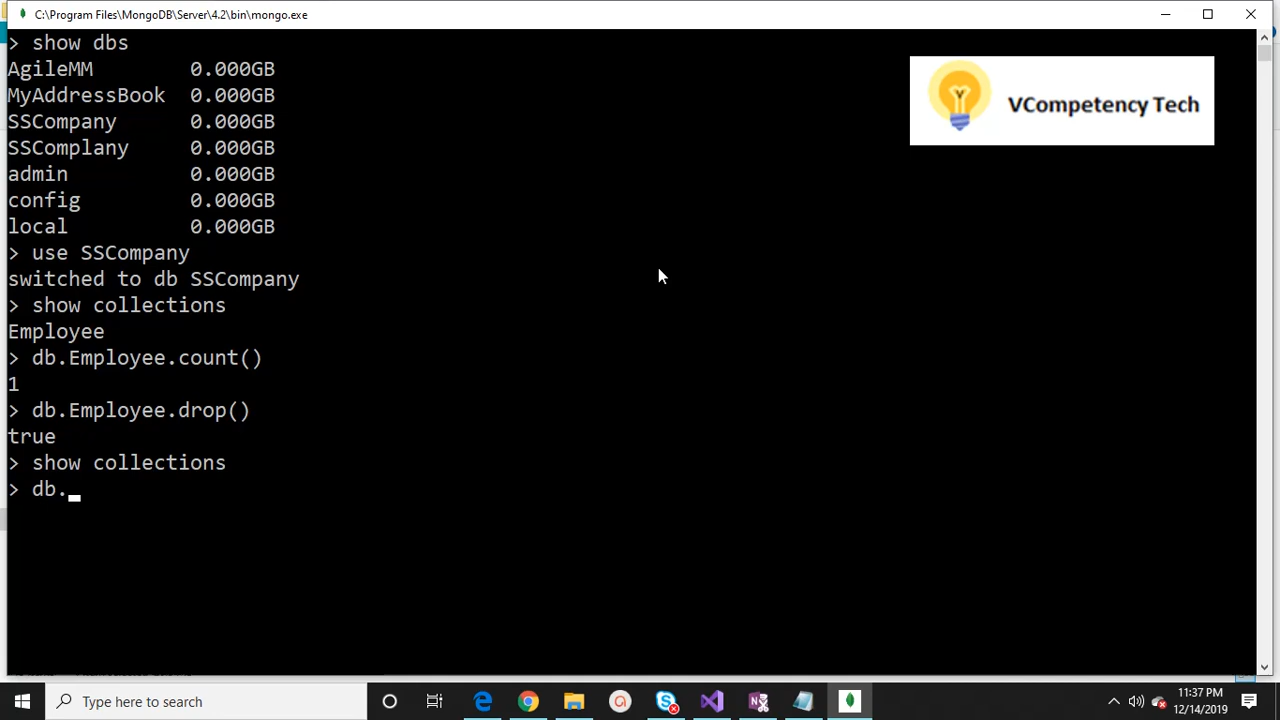 C:\Program Files\MongoDB\Server\4.2\bin\mongo.exe
> show dbs
AgileMM 0.000GB
MyAddressBook 0.000GB
SSCompany 0.000GB
SSComplany 0.000GB
admin 0.000GB
config 0.000GB
local 0.000GB
> use SSCompany
switched to db SSCompany
> show collections
Employee
> db.Employee.count()
1
> db.Employee.drop()
true
> show collections
> db.
VCompetency Tech
Type here to search
11:37 PM
12/14/2019